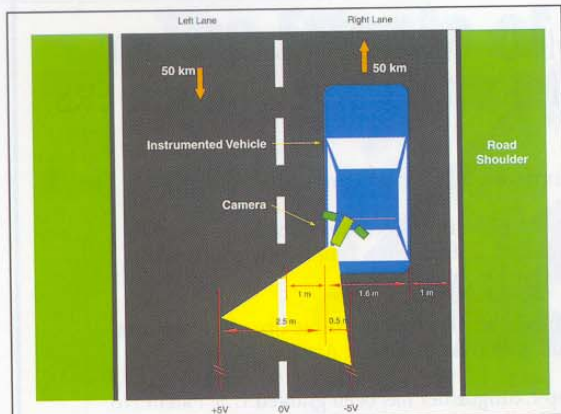 Left Lane
Right Lane
50 km
50 km
Instrumented Vehicle
Road
Shoulder
Camera
1 m
1.6 m
1 m
2.5 m
0.5 m
+5V
0V
-5V